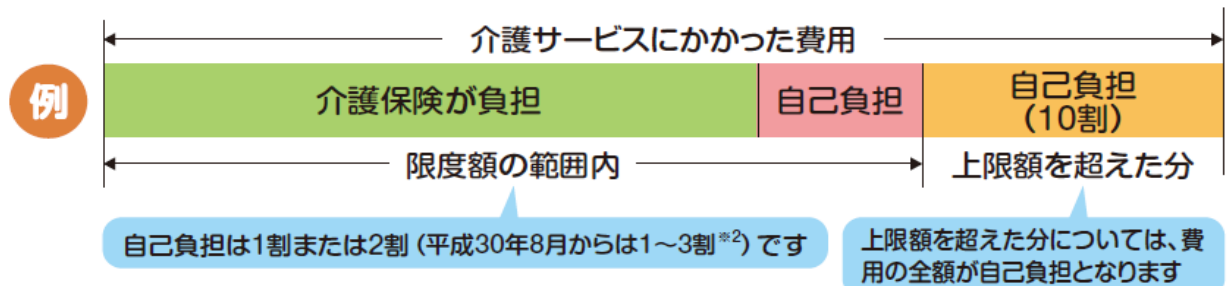 介護サービスにかかった費用
例
介護保険が負担
自己負担
自己負担
(10割)
限度額の範囲内
上限額を超えた分
自己負担は1割または2割(平成30年8月からは1〜3割※2)です
上限額を超えた分については、費
用の全額が自己負担となります